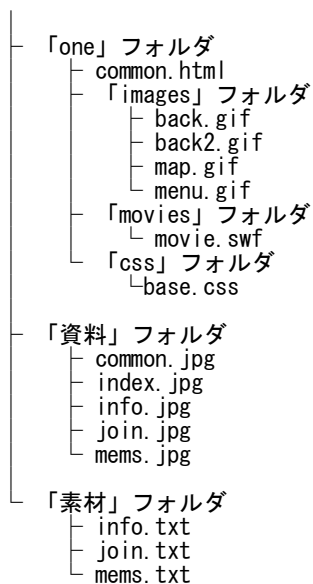 「one」フォルダ
common.html
「images」フォルダ
back.gif
back2.gif
map.gif
menu.gif
「movies」フォルダ
movie.swf
「css」フォルダ
base.css
「資料」フォルダ
common.jpg
index.jpg
info.jpg
join.jpg
mems.jpg
「素材」フォルダ
info.txt
join.txt
mems.txt